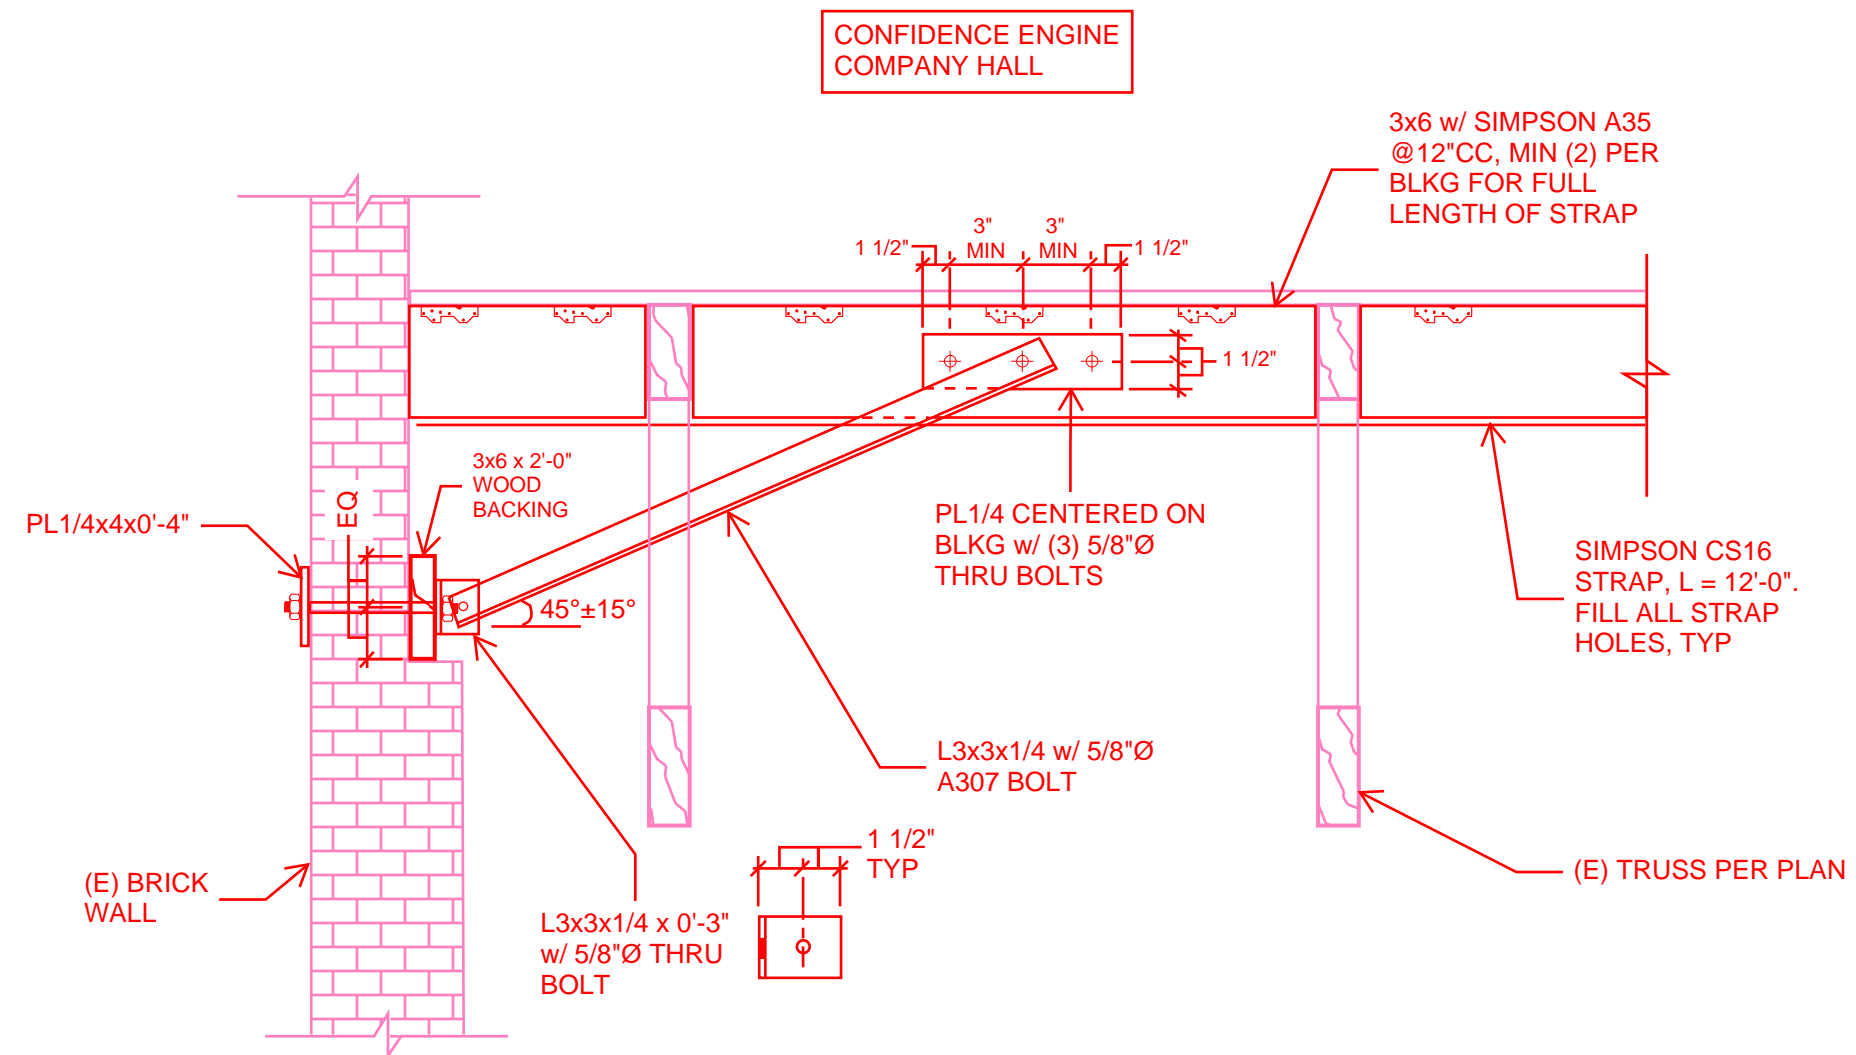 CONFIDENCE ENGINE
COMPANY HALL
3x6 w/ SIMPSON A35
@12"CC, MIN (2) PER
BLKG FOR FULL
LENGTH OF STRAP
3"
MIN
3"
MIN
1 1/2"
1 1/2"
1 1/2"
3x6 x 2'-0"
WOOD
BACKING
EQ
PL1/4x4x0'-4"
PL1/4 CENTERED ON
BLKG w/ (3) 5/8"Ø
THRU BOLTS
SIMPSON CS16
STRAP, L = 12'-0".
FILL ALL STRAP
HOLES, TYP
45°±15°
L3x3x1/4 w/ 5/8"Ø
A307 BOLT
1 1/2"
TYP
(E) TRUSS PER PLAN
(E) BRICK
WALL
L3x3x1/4 x 0'-3"
w/ 5/8"Ø THRU
BOLT